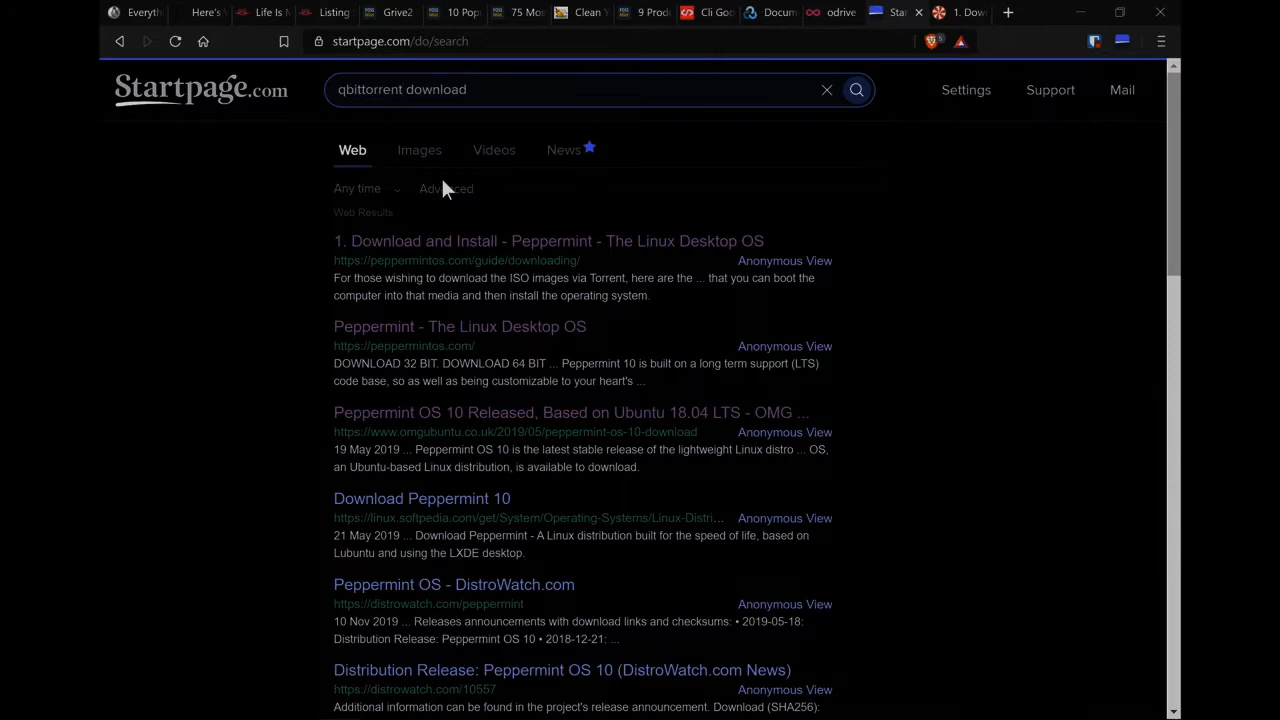 Everyth
Here's
Life Is
Listing
Grive2
10 Pop
75 Mos
Clean
9 Prod
Cli Goo
Docum
odrive
Star
1. Dow
startpage.com/do/search
5
Startpage.com
qbittorrent download
Settings
Support
Mail
Web
Images
Videos
News
Any time
Advanced
Web Results
1. Download and Install - Peppermint - The Linux Desktop OS
https://peppermintos.com/guide/downloading/
Anonymous View
For those wishing to download the ISO images via Torrent, here are the ... that you can boot the
computer into that media and then install the operating system.
Peppermint - The Linux Desktop OS
https://peppermintos.com/
Anonymous View
DOWNLOAD 32 BIT. DOWNLOAD 64 BIT ... Peppermint 10 is built on a long term support (LTS)
code base, so as well as being customizable to your heart's ...
Peppermint OS 10 Released, Based on Ubuntu 18.04 LTS - OMG ...
https://www.omgubuntu.co.uk/2019/05/peppermint-os-10-download
Anonymous View
19 May 2019 ... Peppermint OS 10 is the latest stable release of the lightweight Linux distro ... OS,
an Ubuntu-based Linux distribution, is available to download.
Download Peppermint 10
https://linux.softpedia.com/get/System/Operating-Systems/Linux-Distri...
Anonymous View
21 May 2019 ... Download Peppermint - A Linux distribution built for the speed of life, based on
Lubuntu and using the LXDE desktop.
Peppermint OS - DistroWatch.com
https://distrowatch.com/peppermint
Anonymous View
10 Nov 2019 ... Releases announcements with download links and checksums: • 2019-05-18:
Distribution Release: Peppermint OS 10 • 2018-12-21: ...
Distribution Release: Peppermint OS 10 (DistroWatch.com News)
https://distrowatch.com/10557
Anonymous View
Additional information can be found in the project's release announcement. Download (SHA256):